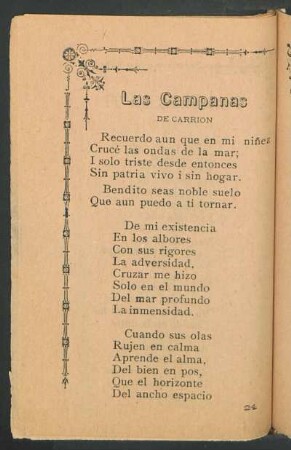 Las Campanas
DE CARRION
Recuerdo aun que en mi niñez
Crucé las ondas de la mar;
I solo triste desde entonces
Sin patria vivo i sin hogar.
Bendito seas noble suelo
Que aun puedo a ti tornar.
De mi existencia
En los albores
Con sus rigores
La adversidad,
Cruzar me hizo
Solo en el mundo
Del mar profundo
La inmensidad.
Cuando sus olas
Rujen en calma
Aprende el alma,
Del bien en pos,
Que el horizonte
Del ancho espacio
24